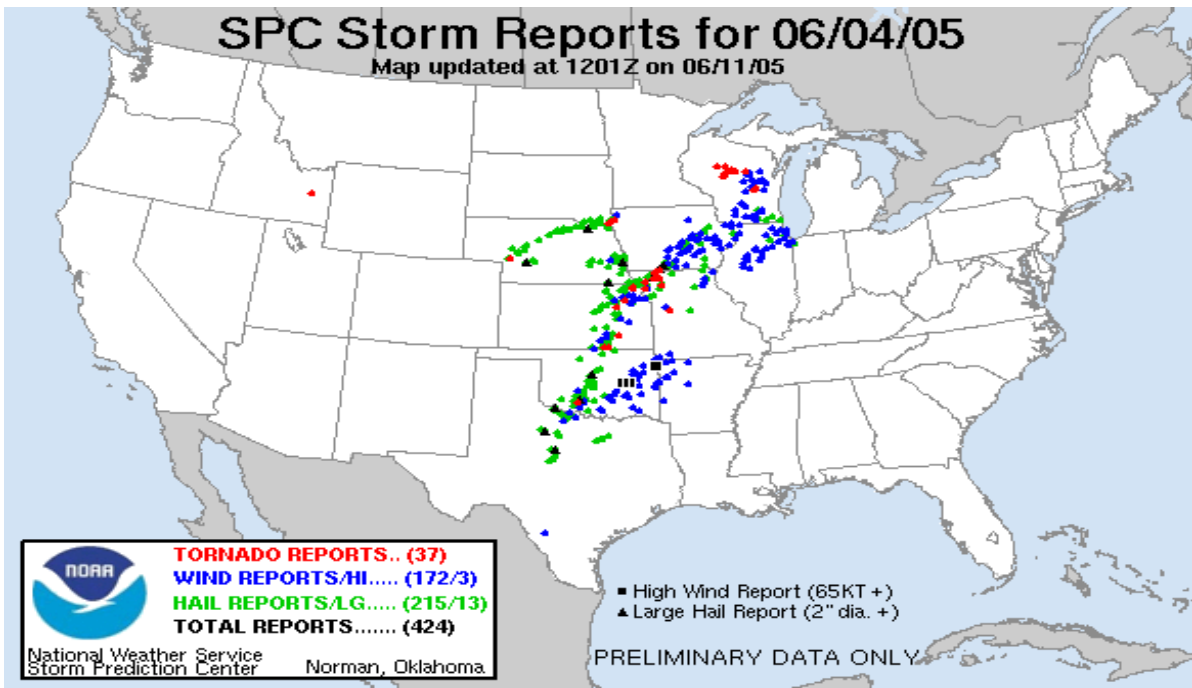 SPC Storm Reports for 06/04/05
Map updated at 1201Z on 06/11/05
NOAA
TORNADO REPORTS.. (37)
WIND REPORTS/HI..... (172/3)
HAIL REPORTS/LG..... (215/13)
TOTAL REPORTS....... (424)
National Weather Service
Storm Prediction Center
Norman, Oklahoma
High Wind Report (65KT +)
Large Hail Report (2" dia. +)
PRELIMINARY DATA ONLY